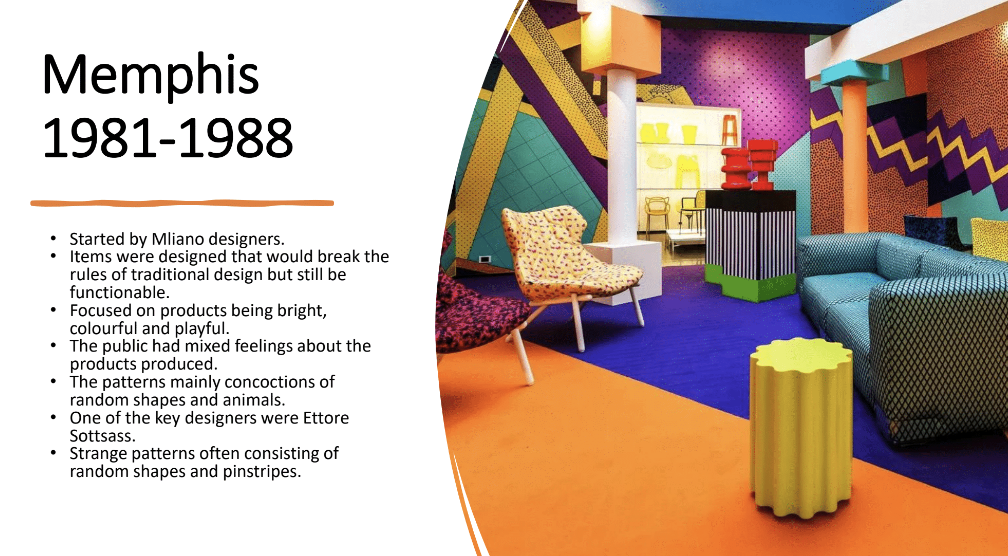 Memphis
1981-1988
• Started by Mliano designers.
• Items were designed that would break the
rules of traditional design but still be
functionable.
• Focused on products being bright,
colourful and playful.
• The public had mixed feelings about the
products produced.
• The patterns mainly concoctions of
random shapes and animals.
• One of the key designers were Ettore
Sottsass.
• Strange patterns often consisting of
random shapes and pinstripes.